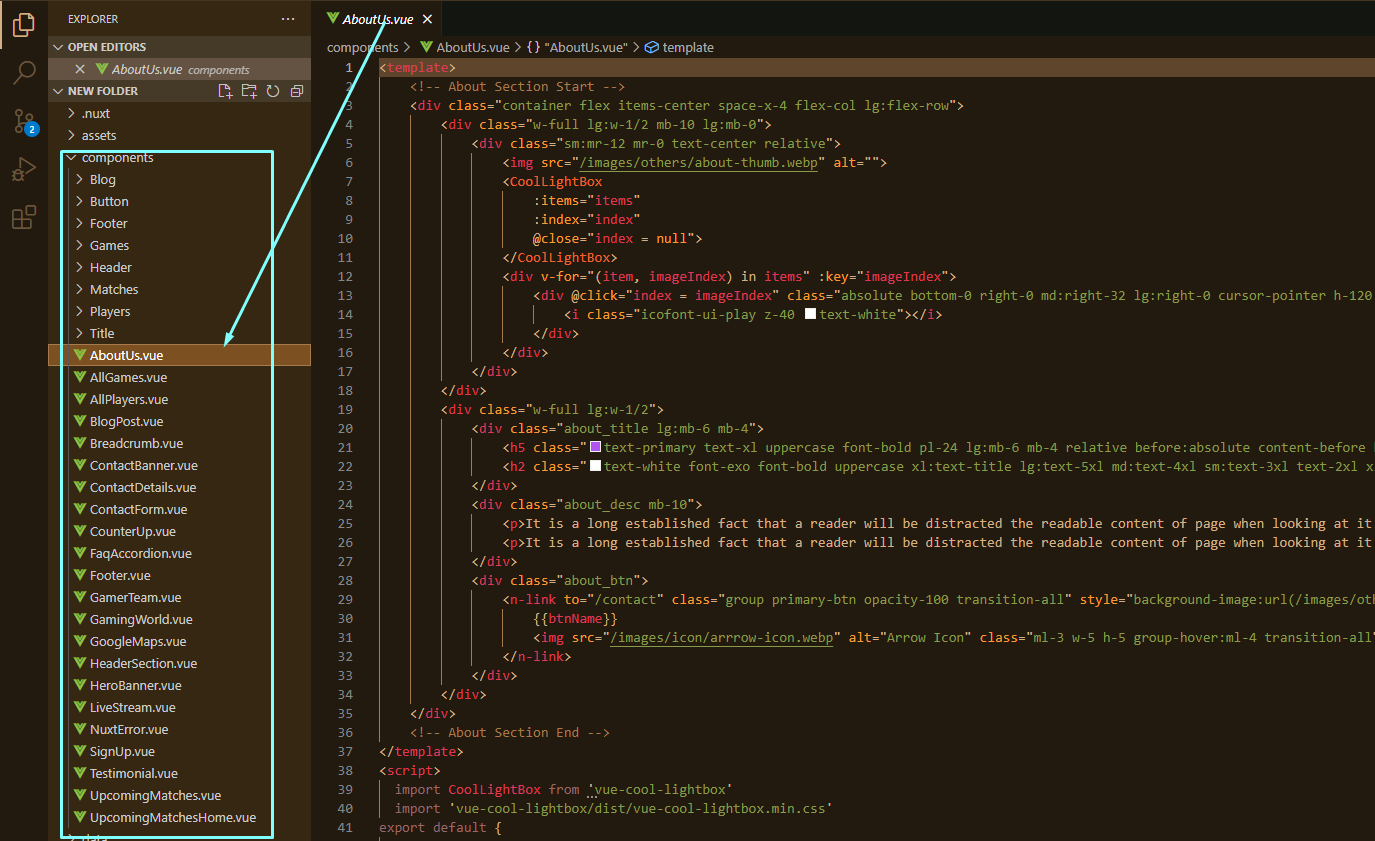 EXPLORER
OPEN EDITORS
AboutUs.vue components
NEW FOLDER
2
.nuxt
assets
components
Blog
Button
Footer
Games
Header
Matches
Players
Title
AboutUs.vue
AllGames.vue
AllPlayers.vue
BlogPost.vue
Breadcrumb.vue
ContactBanner.vue
ContactDetails.vue
ContactForm.vue
CounterUp.vue
FaqAccordion.vue
Footer.vue
GamerTeam.vue
GamingWorld.vue
GoogleMaps.vue
HeaderSection.vue
HeroBanner.vue
LiveStream.vue
NuxtError.vue
SignUp.vue
Testimonial.vue
UpcomingMatches.vue
UpcomingMatchesHome.vue
AboutUs.vue
components > AboutUs.vue > {} "AboutUs.vue" > template
1 <template>
2 <!-- About Section Start -->
3 <div class="container flex items-center space-x-4 flex-col lg:flex-row">
4 <div class="w-full lg:w-1/2 mb-10 lg:mb-0">
5 <div class="sm:mr-12 mr-0 text-center relative">
6 <img src="/images/others/about-thumb.webp" alt="">
7 <CoolLightBox
8 :items="items"
9 :index="index"
10 @close="index = null">
11 </CoolLightBox>
12 <div v-for="(item, imageIndex) in items" :key="imageIndex">
13 <div @click="index = imageIndex" class="absolute bottom-0 right-0 md:right-32 lg:right-0 cursor-pointer h-120
14 <i class="icofont-ui-play z-40 text-white"></i>
15 </div>
16 </div>
17 </div>
18 </div>
19 <div class="w-full lg:w-1/2">
20 <div class="about_title lg:mb-6 mb-4">
21 <h5 class="text-primary text-xl uppercase font-bold pl-24 lg:mb-6 mb-4 relative before:absolute content-before
22 <h2 class="text-white font-exo font-bold uppercase xl:text-title lg:text-5xl md:text-4xl sm:text-3xl text-2xl x
23 </div>
24 <div class="about_desc mb-10">
25 <p>It is a long established fact that a reader will be distracted the readable content of page when looking at it
26 <p>It is a long established fact that a reader will be distracted the readable content of page when looking at it
27 </div>
28 <div class="about_btn">
29 <n-link to="/contact" class="group primary-btn opacity-100 transition-all" style="background-image:url(/images/ot
30 {{btnName}}
31 <img src="/images/icon/arrrow-icon.webp" alt="Arrow Icon" class="ml-3 w-5 h-5 group-hover:ml-4 transition-all"
32 </n-link>
33 </div>
34 </div>
35 </div>
36 <!-- About Section End -->
37 </template>
38 <script>
39 import CoolLightBox from 'vue-cool-lightbox'
40 import 'vue-cool-lightbox/dist/vue-cool-lightbox.min.css'
41 export default {